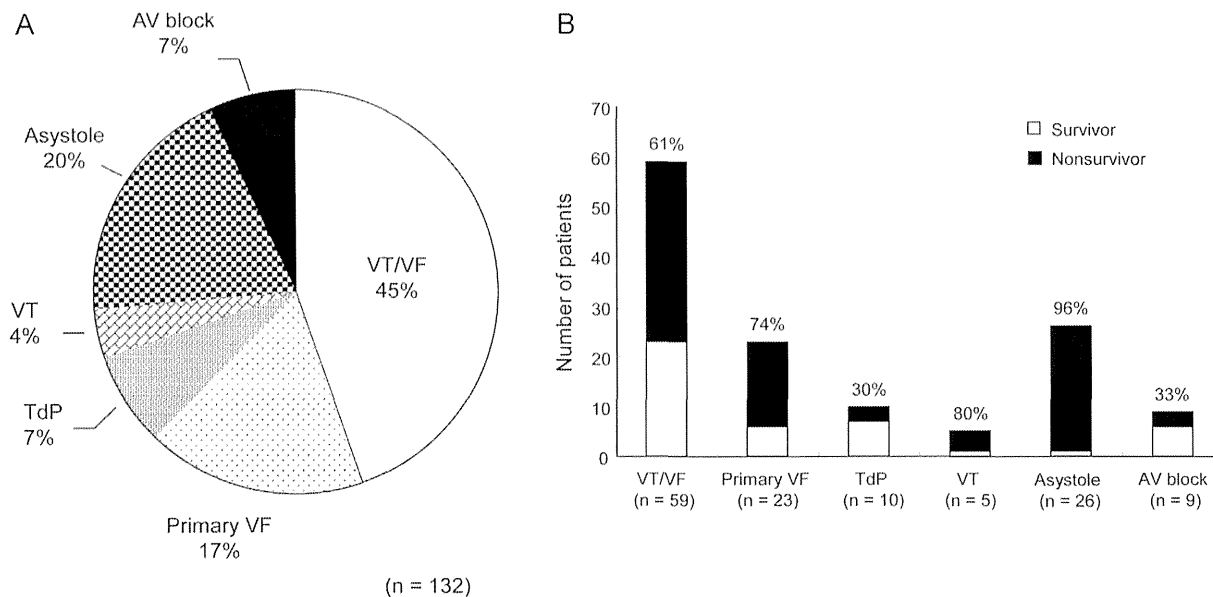 A
AV block
7%
Asystole
20%
VT/VF
45%
VT
4%
TdP
7%
Primary VF
17%
(n = 132)
B
Number of patients
70
60
50
40
30
20
10
0
Survivor
Nonsurvivor
61%
74%
30%
80%
96%
33%
VT/VF
(n = 59)
Primary VF
(n = 23)
TdP
(n = 10)
VT
(n = 5)
Asystole
(n = 26)
AV block
(n = 9)